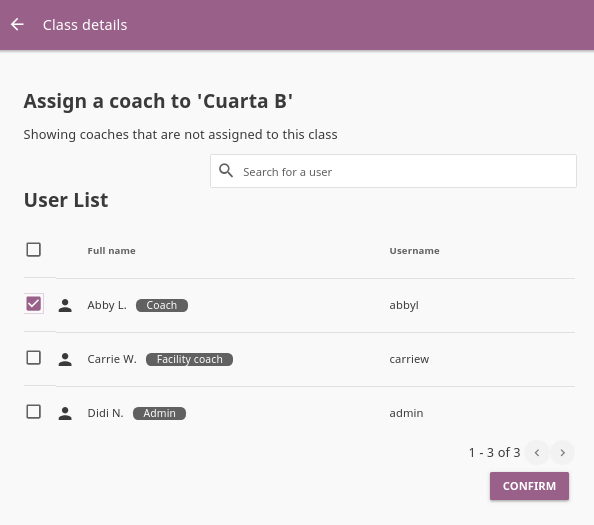 Class details
Assign a coach to 'Cuarta B'
Showing coaches that are not assigned to this class
Search for a user
User List
Full name Username
Abby L. Coach abbyl
Carrie W. Facility coach carriew
Didi N. Admin admin
1 - 3 of 3
CONFIRM